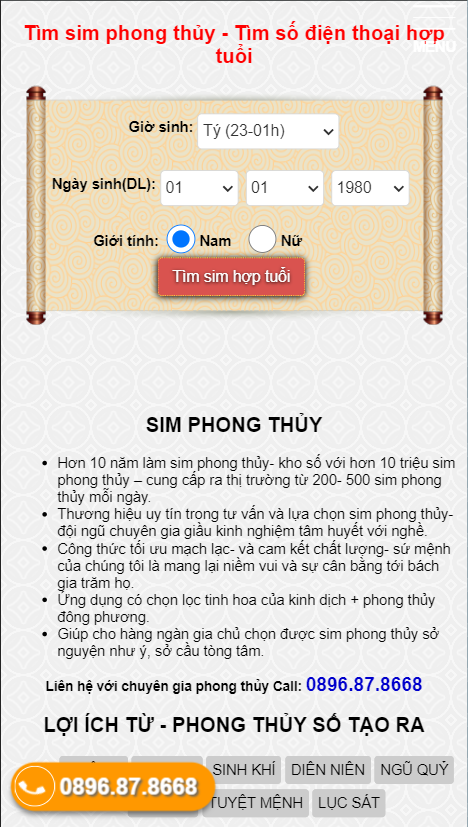 MENU
Tìm sim phong thủy - Tìm số điện thoại hợp
tuổi
Giờ sinh: Tý (23-01h)
Ngày sinh(DL): 01 01 1980
Giới tính: Nam Nữ
Tìm sim hợp tuổi
SIM PHONG THỦY
Hơn 10 năm làm sim phong thủy- kho số với hơn 10 triệu sim
phong thủy – cung cấp ra thị trường từ 200- 500 sim phong
thủy mỗi ngày.
Thương hiệu uy tín trong tư vấn và lựa chọn sim phong thủy-
đội ngũ chuyên gia giầu kinh nghiệm tâm huyết với nghề.
Công thức tối ưu mạch lạc- và cam kết chất lượng- sứ mệnh
của chúng tôi là mang lại niềm vui và sự cân bằng tới bách
gia trăm họ.
Ứng dụng có chọn lọc tinh hoa của kinh dịch + phong thủy
đông phương.
Giúp cho hàng ngàn gia chủ chọn được sim phong thủy sở
nguyện như ý, sở cầu tòng tâm.
Liên hệ với chuyên gia phong thủy Call: 0896.87.8668
LỢI ÍCH TỪ - PHONG THỦY SỐ TẠO RA
SINH KHÍ DIÊN NIÊN NGŨ QUỶ
0896.87.8668
TUYỆT MỆNH LỤC SÁT